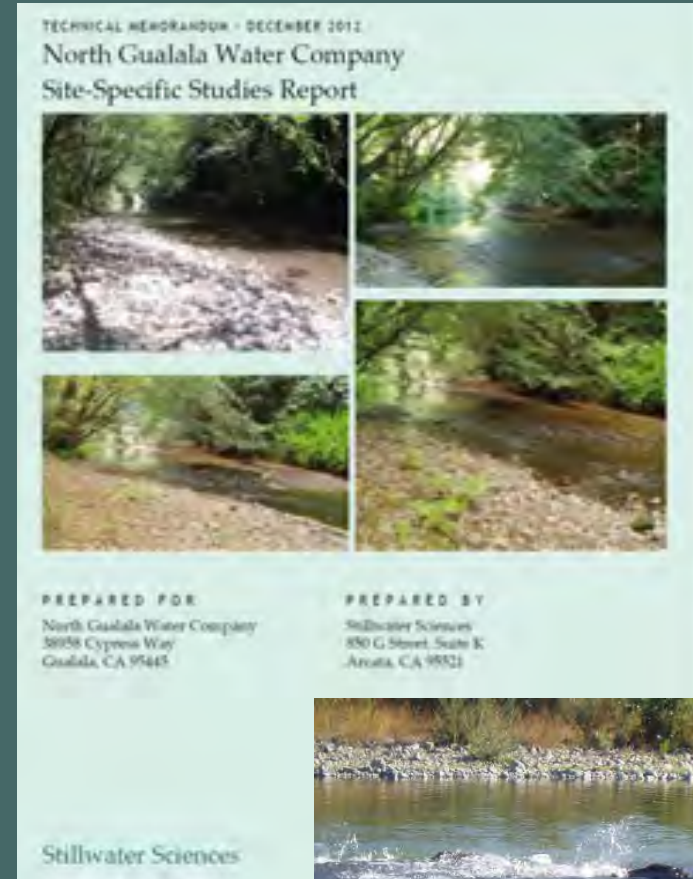 TECHNICAL MEMORANDUM · DECEMBER 2012
North Gualala Water Company
Site-Specific Studies Report
PREPARED FOR
North Gualala Water Company
38958 Cypress Way
Gualala, CA 95445
PREPARED BY
Stillwater Sciences
850 G Street, Suite K
Arcata, CA 95521
Stillwater Sciences